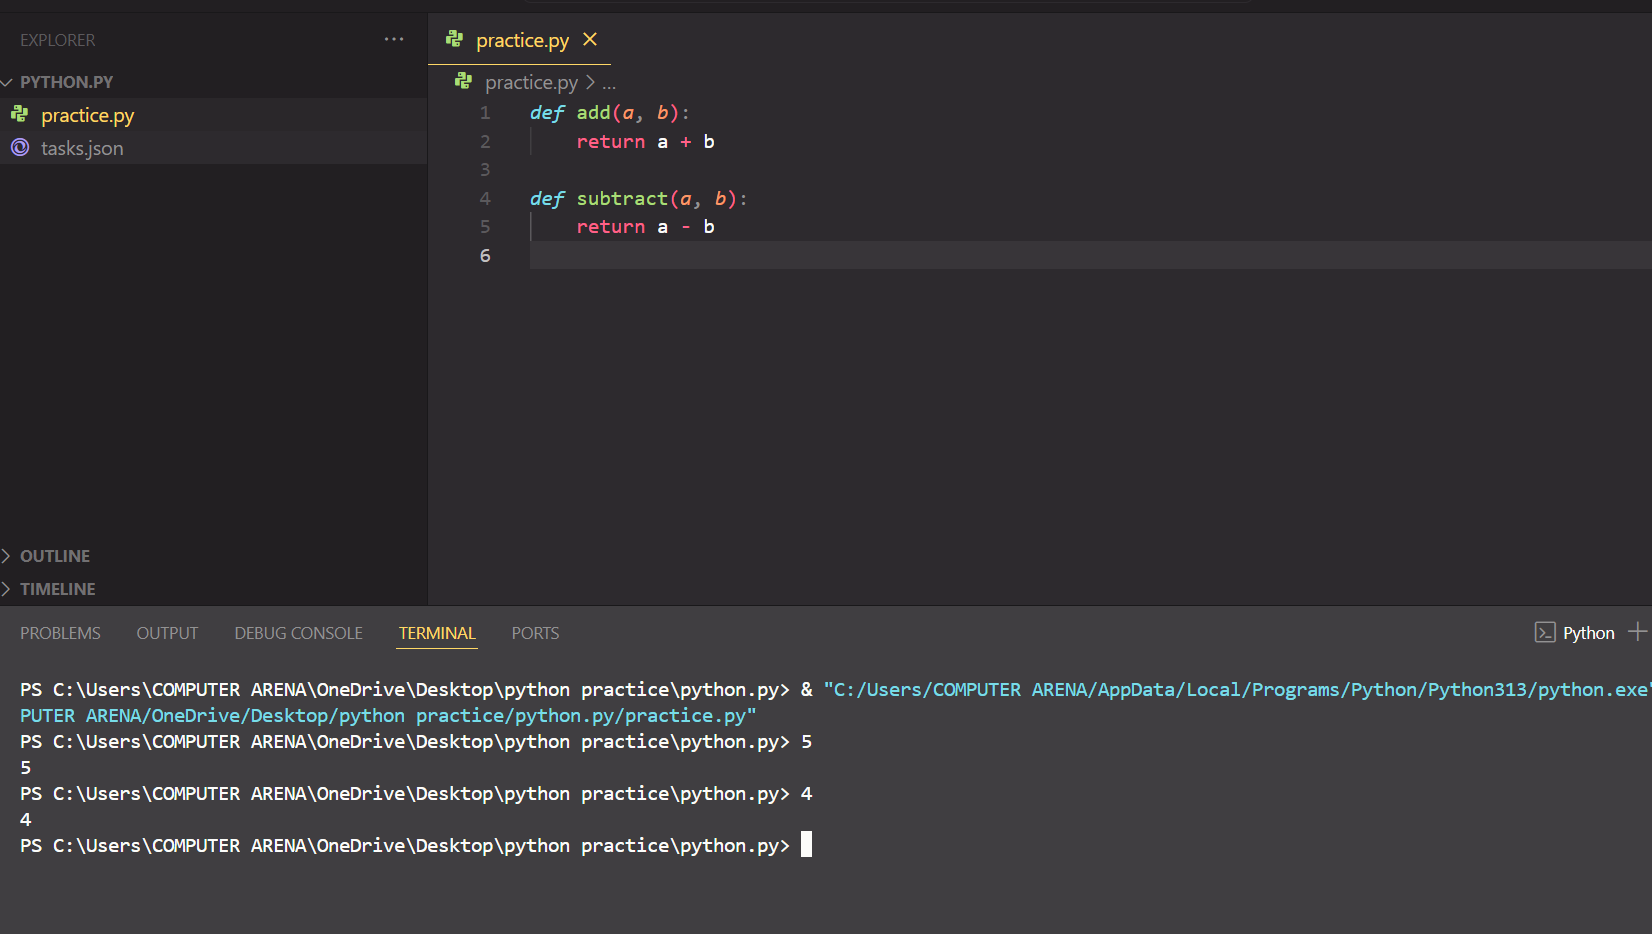 EXPLORER ...
PYTHON.PY
practice.py
tasks.json
OUTLINE
TIMELINE
practice.py
practice.py > ...
1 def add(a, b):
2     return a + b
3
4 def subtract(a, b):
5     return a - b
6
PROBLEMS OUTPUT DEBUG CONSOLE TERMINAL PORTS Python
PS C:\Users\COMPUTER ARENA\OneDrive\Desktop\python practice\python.py> & "C:/Users/COMPUTER ARENA/AppData/Local/Programs/Python/Python313/python.exe"
PUTER ARENA/OneDrive/Desktop/python practice/python.py/practice.py"
PS C:\Users\COMPUTER ARENA\OneDrive\Desktop\python practice\python.py> 5
5
PS C:\Users\COMPUTER ARENA\OneDrive\Desktop\python practice\python.py> 4
4
PS C:\Users\COMPUTER ARENA\OneDrive\Desktop\python practice\python.py>